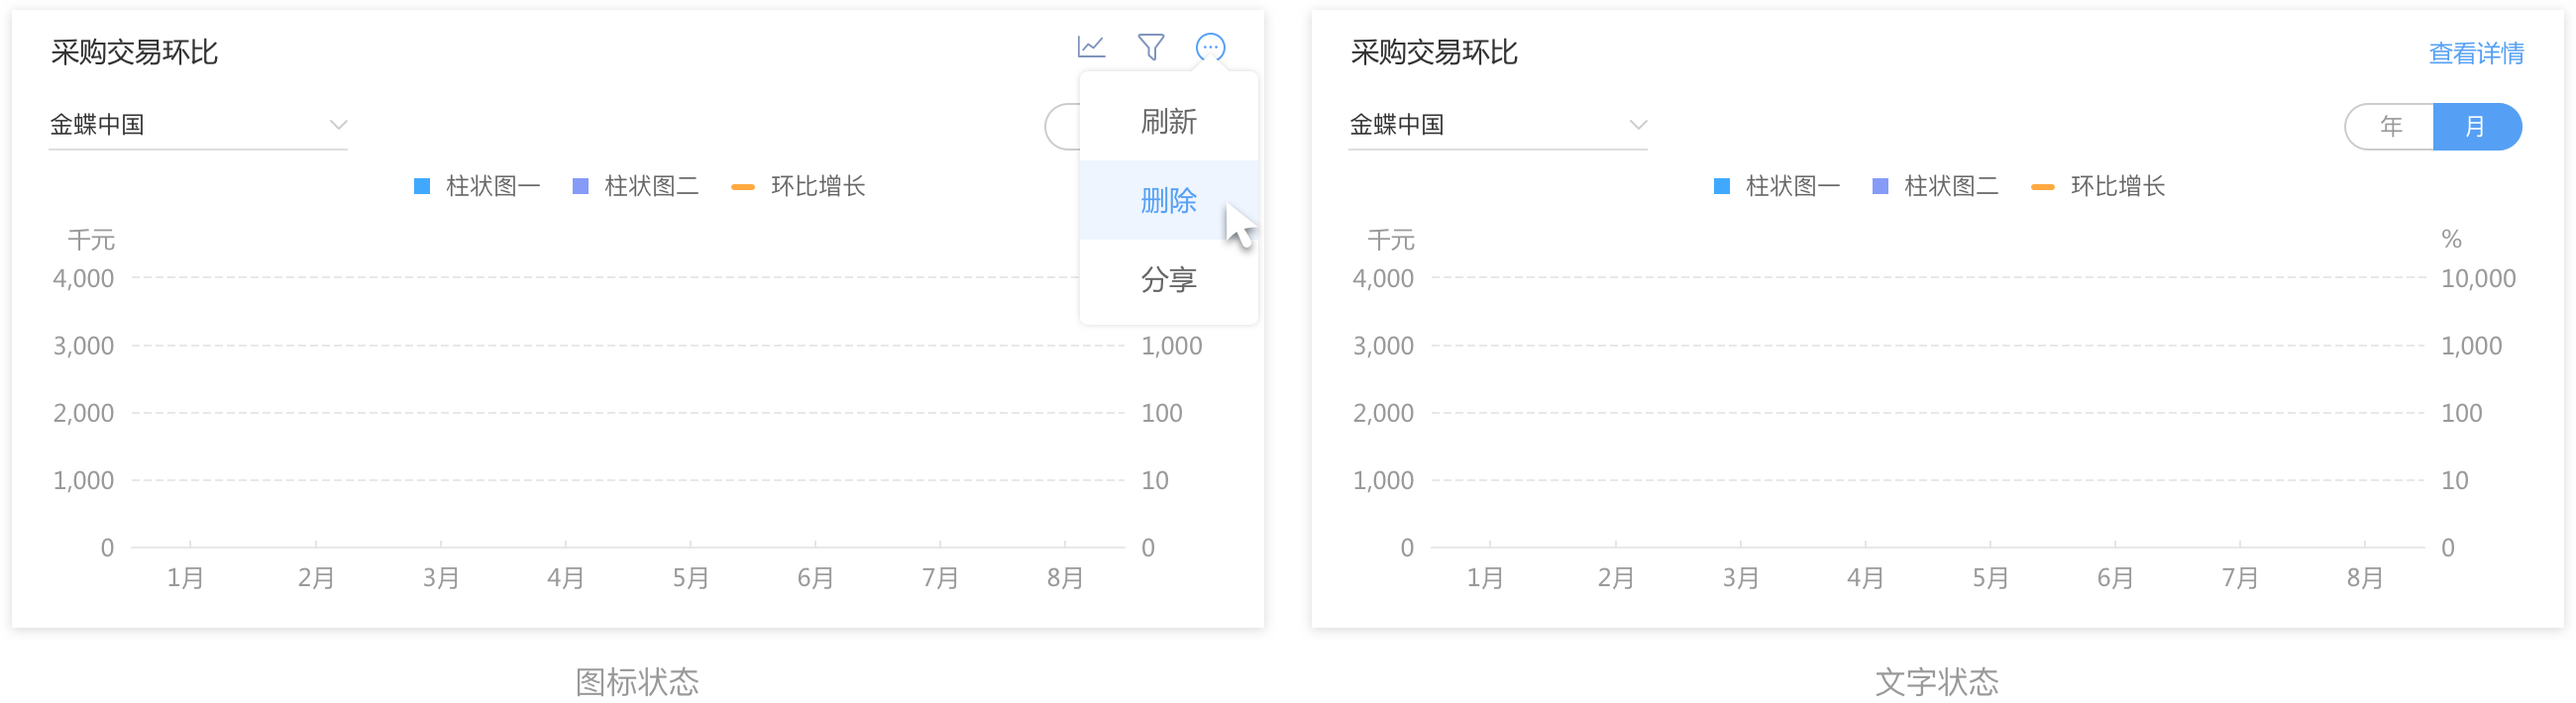 采购交易环比
金蝶中国
刷新
删除
分享
柱状图一 柱状图二 环比增长
千元
4,000
3,000 1,000
2,000 100
1,000 10
0 0
1月 2月 3月 4月 5月 6月 7月 8月
图标状态
采购交易环比 查看详情
金蝶中国 年 月
柱状图一 柱状图二 环比增长
千元 %
4,000 10,000
3,000 1,000
2,000 100
1,000 10
0 0
1月 2月 3月 4月 5月 6月 7月 8月
文字状态